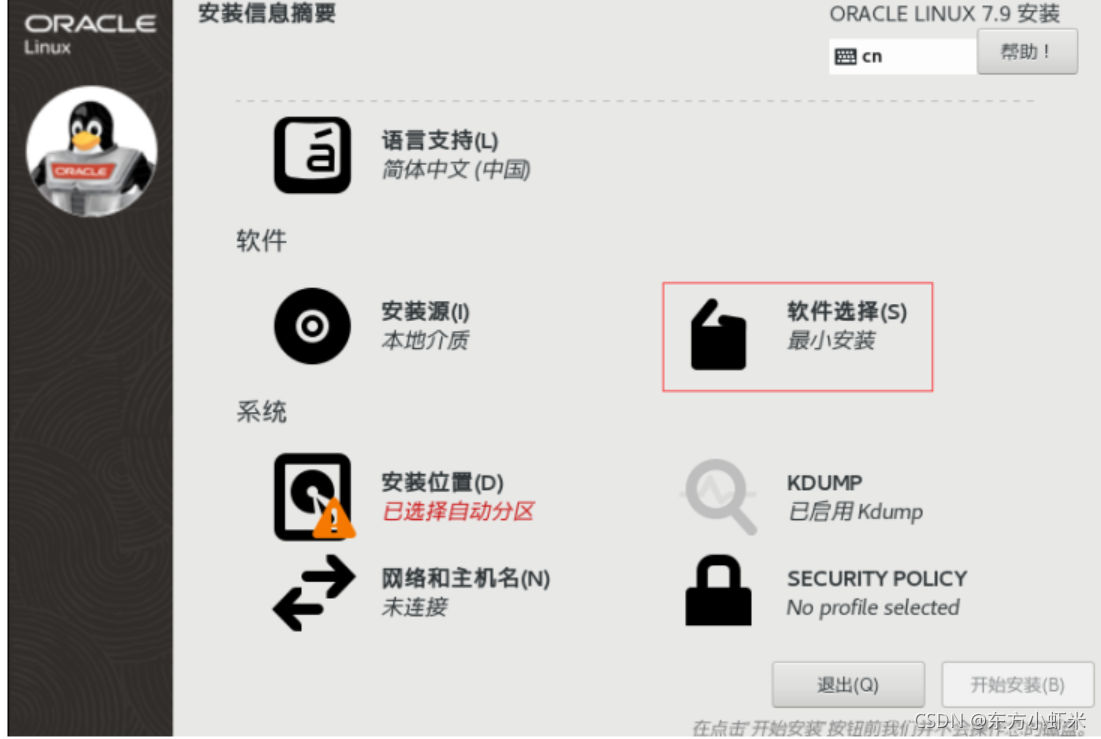 ORACLE
Linux
安装信息摘要
ORACLE LINUX 7.9 安装
cn
帮助！
ORACLE
á
语言支持(L)
简体中文 (中国)
软件
安装源(I)
本地介质
软件选择(S)
最小安装
系统
安装位置(D)
已选择自动分区
KDUMP
已启用 Kdump
网络和主机名(N)
未连接
SECURITY POLICY
No profile selected
退出(Q)
开始安装(B)
CSDN @东方小虾米
在点击'开始安装'按钮前我们并不会操作您的磁盘。